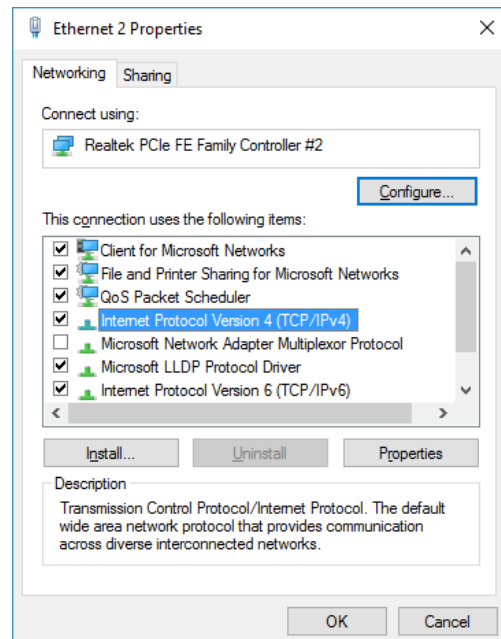 Ethernet 2 Properties
Networking
Sharing
Connect using:
Realtek PCIe FE Family Controller #2
Configure...
This connection uses the following items:
Client for Microsoft Networks
File and Printer Sharing for Microsoft Networks
QoS Packet Scheduler
Internet Protocol Version 4 (TCP/IPv4)
Microsoft Network Adapter Multiplexor Protocol
Microsoft LLDP Protocol Driver
Internet Protocol Version 6 (TCP/IPv6)
Install...
Uninstall
Properties
Description
Transmission Control Protocol/Internet Protocol. The default
wide area network protocol that provides communication
across diverse interconnected networks.
OK
Cancel